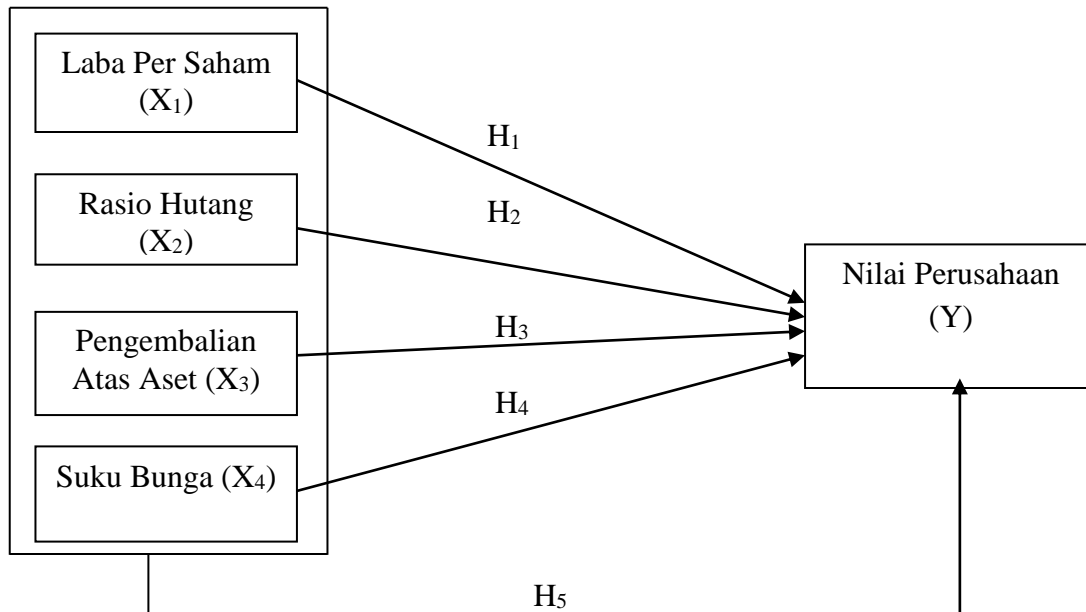 Laba Per Saham
(X₁)
H₁
Rasio Hutang
(X₂)
H₂
Nilai Perusahaan
(Y)
Pengembalian
Atas Aset (X₃)
H₃
H₄
Suku Bunga (X₄)
H₅